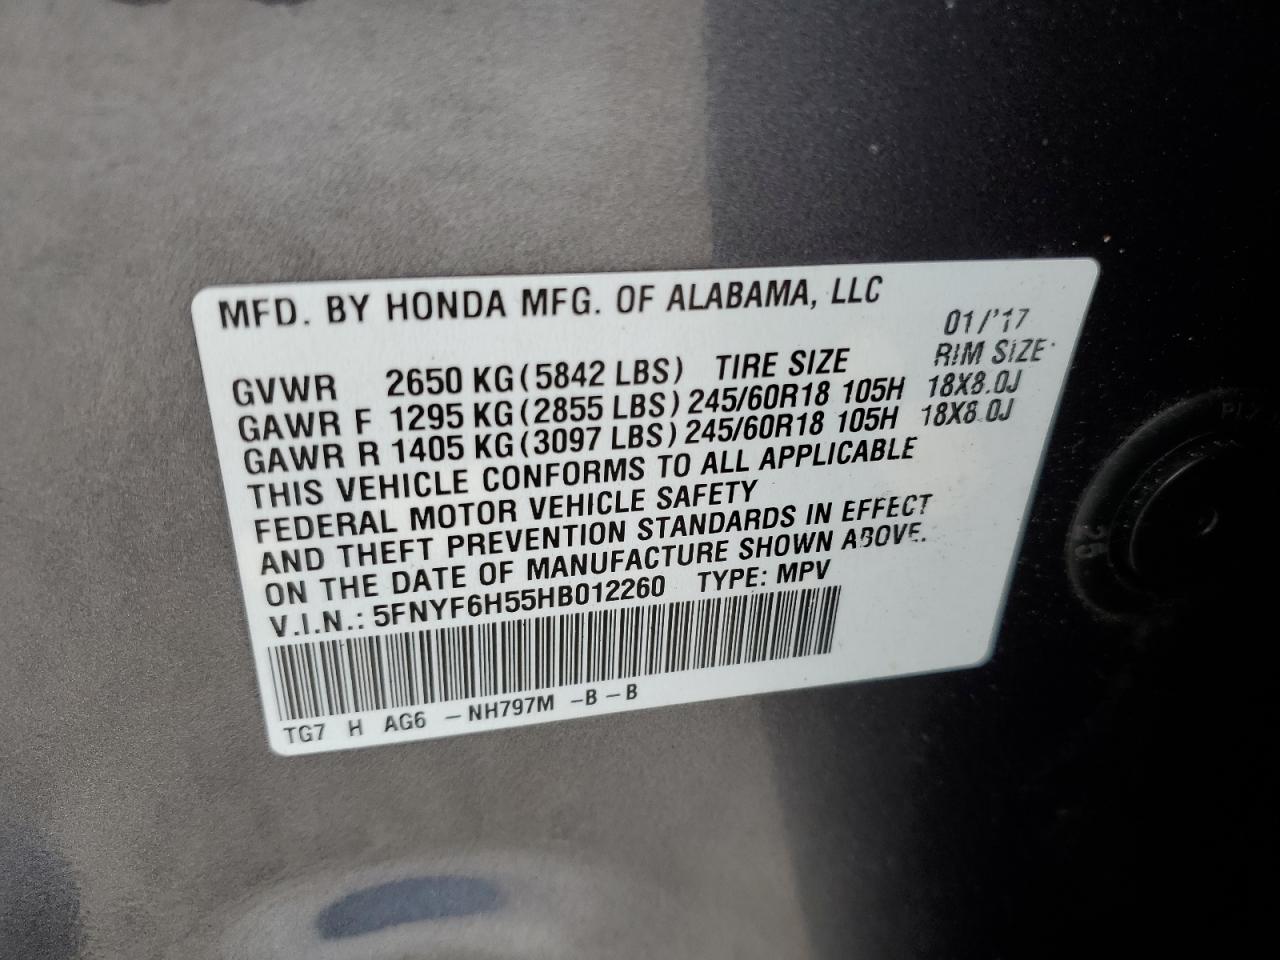 MFD. BY HONDA MFG. OF ALABAMA, LLC
01/'17
GVWR 2650 KG (5842 LBS) TIRE SIZE RIM SIZE
GAWR F 1295 KG (2855 LBS) 245/60R18 105H 18X8.0J
GAWR R 1405 KG (3097 LBS) 245/60R18 105H 18X8.0J
THIS VEHICLE CONFORMS TO ALL APPLICABLE
FEDERAL MOTOR VEHICLE SAFETY
AND THEFT PREVENTION STANDARDS IN EFFECT
ON THE DATE OF MANUFACTURE SHOWN ABOVE.
V.I.N.: 5FNYF6H55HB012260 TYPE: MPV
TG7 H AG6 -NH797M -B-B
25